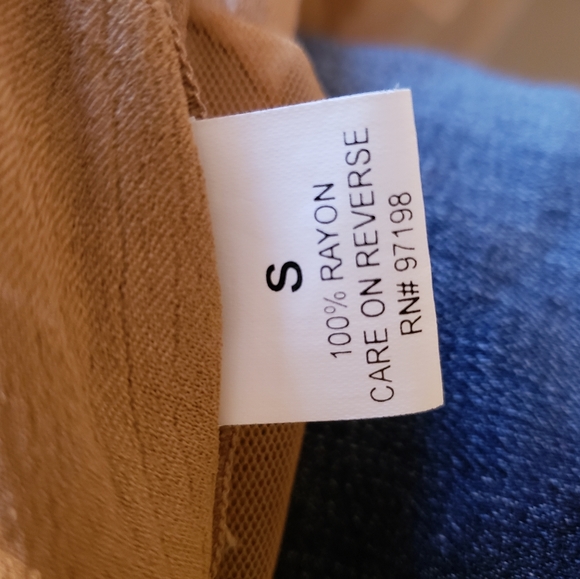 S
100% RAYON
CARE ON REVERSE
RN# 97198